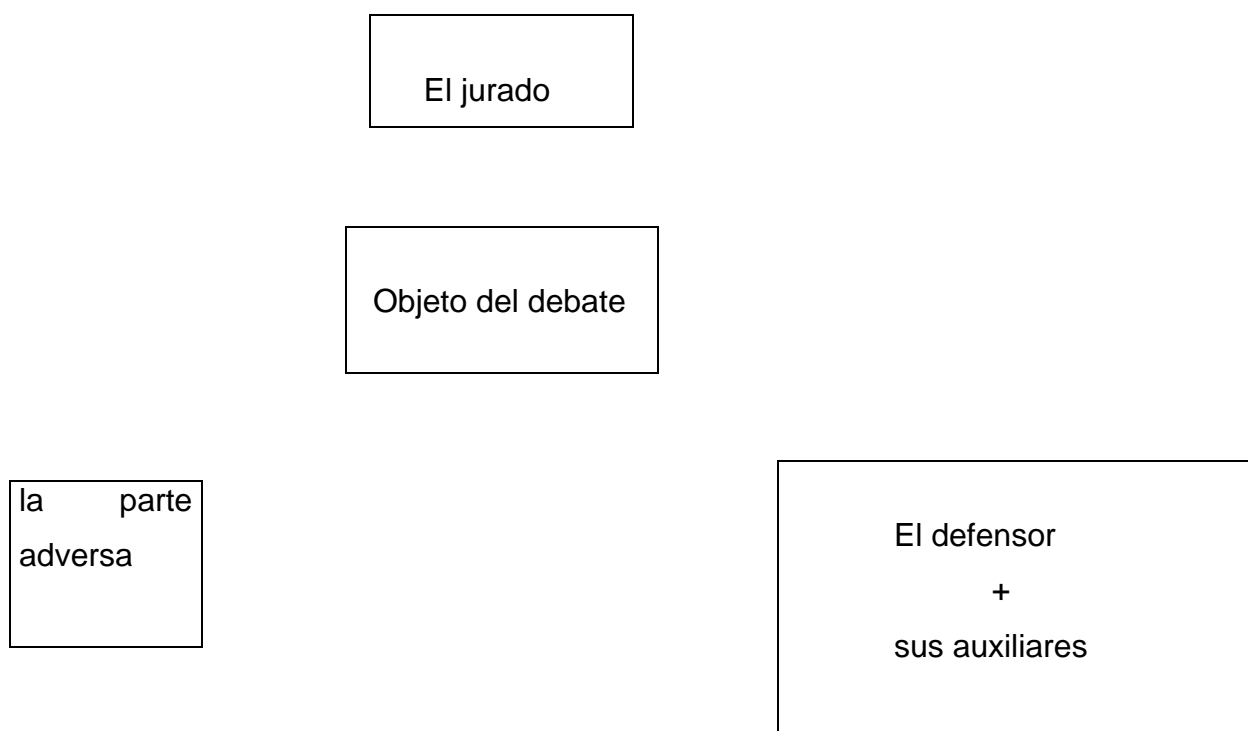 El jurado
Objeto del debate
la parte
adversa
El defensor
+
sus auxiliares